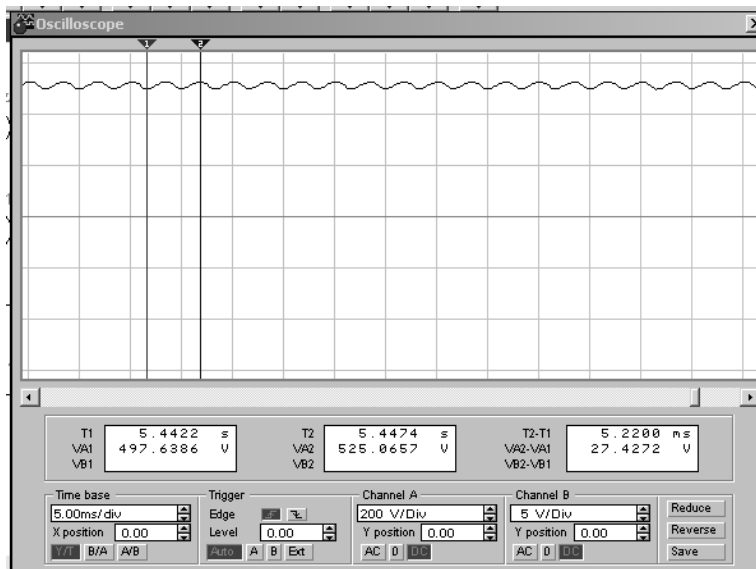 Oscilloscope
1 2
T1 5.4422 s
VA1 497.6386 V
VB1
T2 5.4474 s
VA2 525.0657 V
VB2
T2-T1 5.2200 ms
VA2-VA1 27.4272 V
VB2-VB1
Time base
5.00ms/div
X position 0.00
Y/T B/A A/B
Trigger
Edge
Level 0.00
Auto A B Ext
Channel A
200 V/Div
Y position 0.00
AC 0 DC
Channel B
5 V/Div
Y position 0.00
AC 0 DC
Reduce
Reverse
Save